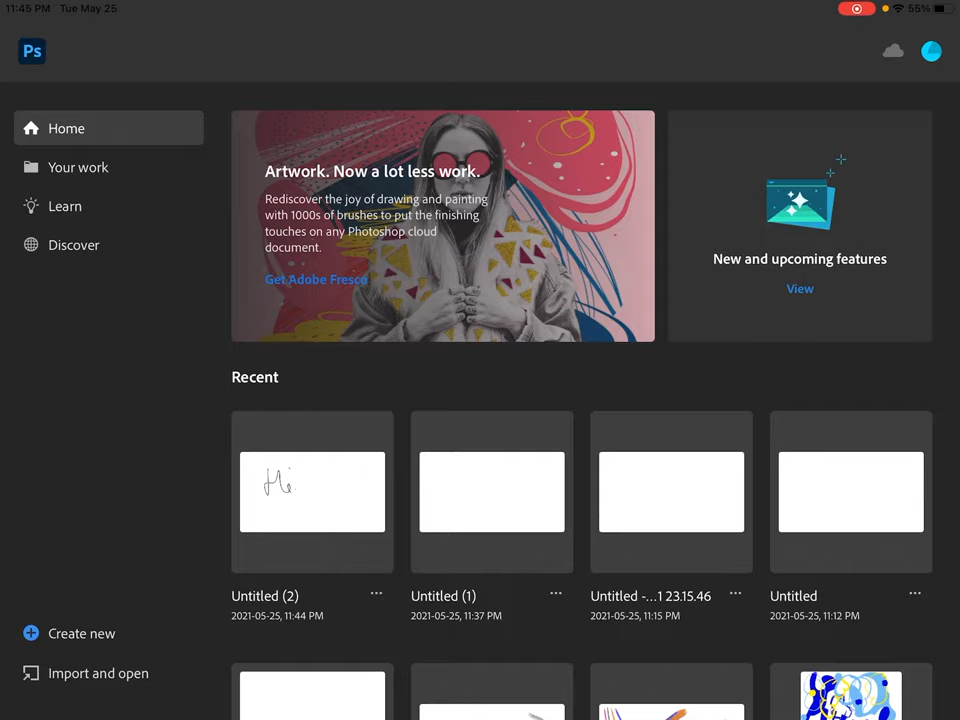 11:45 PM Tue May 25
55%
Ps
Home
Your work
Learn
Discover
Artwork. Now a lot less work.
Rediscover the joy of drawing and painting
with 1000s of brushes to put the finishing
touches on any Photoshop cloud
document.
Get Adobe Fresco
New and upcoming features
View
Recent
Hi.
Untitled (2)
2021-05-25, 11:44 PM
Untitled (1)
2021-05-25, 11:37 PM
Untitled -...1 23.15.46
2021-05-25, 11:15 PM
Untitled
2021-05-25, 11:12 PM
Create new
Import and open